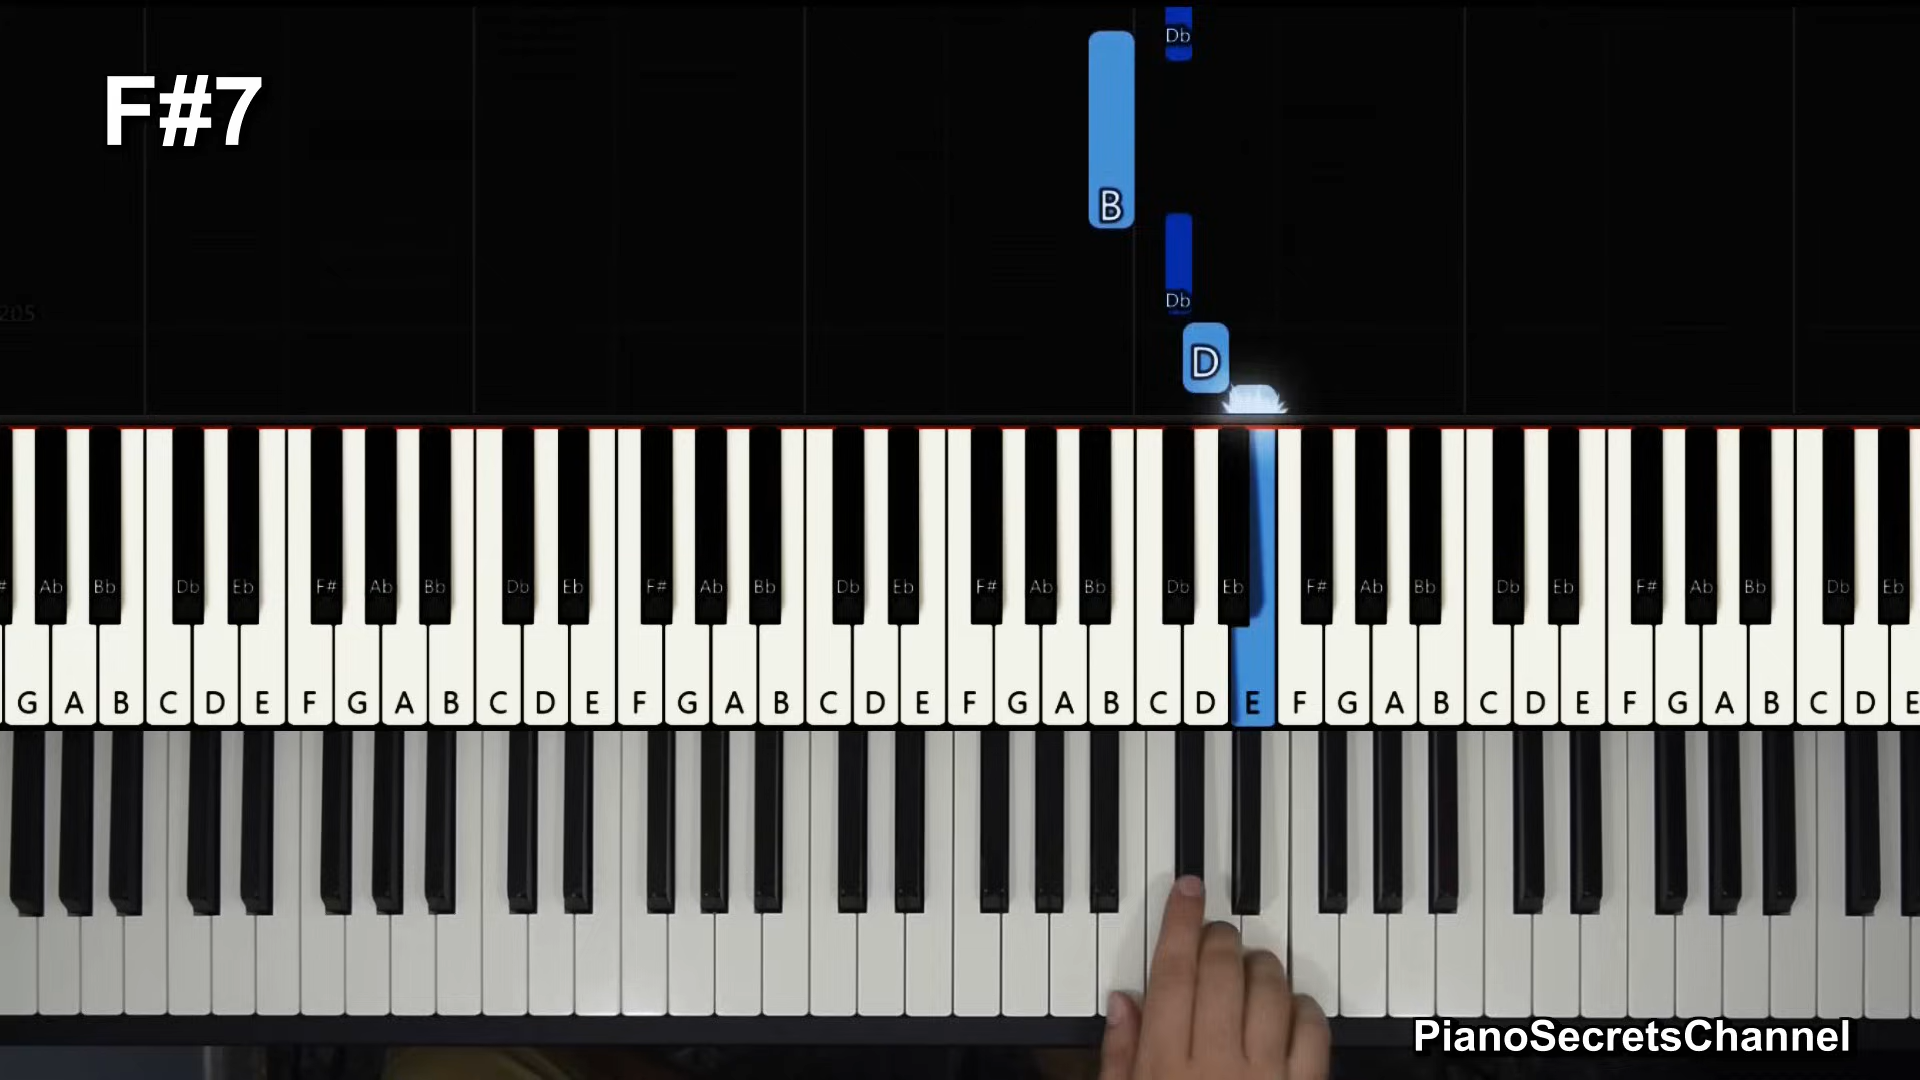 F#7
Db
B
Db
205
D
# Ab Bb Db Eb F# Ab Bb Db Eb F# Ab Bb Db Eb F# Ab Bb Db Eb F# Ab Bb Db Eb F# Ab Bb Db Eb
G A B C D E F G A B C D E F G A B C D E F G A B C D E F G A B C D E F G A B C D E
PianoSecretsChannel